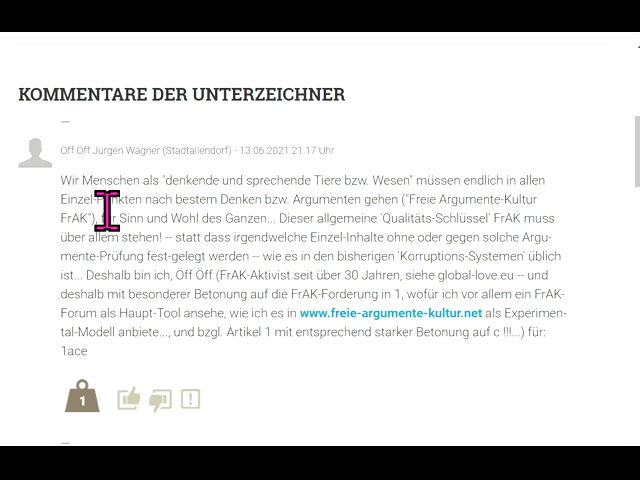 KOMMENTARE DER UNTERZEICHNER
Öff Öff Jürgen Wagner (Stadtallendorf) - 13.06.2021 21:17 Uhr
Wir Menschen als "denkende und sprechende Tiere bzw. Wesen" müssen endlich in allen
Einzel-Punkten nach bestem Denken bzw. Argumenten gehen ("Freie Argumente-Kultur
FrAK"), für Sinn und Wohl des Ganzen... Dieser allgemeine 'Qualitäts-Schlüssel' FrAK muss
über allem stehen! -- statt dass irgendwelche Einzel-Inhalte ohne oder gegen solche Argu-
mente-Prüfung fest-gelegt werden -- wie es in den bisherigen 'Korruptions-Systemen' üblich
ist... Deshalb bin ich, Öff Öff (FrAK-Aktivist seit über 30 Jahren, siehe global-love.eu -- und
deshalb mit besonderer Betonung auf die FrAK-Forderung in 1, wofür ich vor allem ein FrAK-
Forum als Haupt-Tool ansehe, wie ich es in www.freie-argumente-kultur.net als Experimen-
tal-Modell anbiete..., und bzgl. Artikel 1 mit entsprechend starker Betonung auf c !!!...) für:
1ace
1